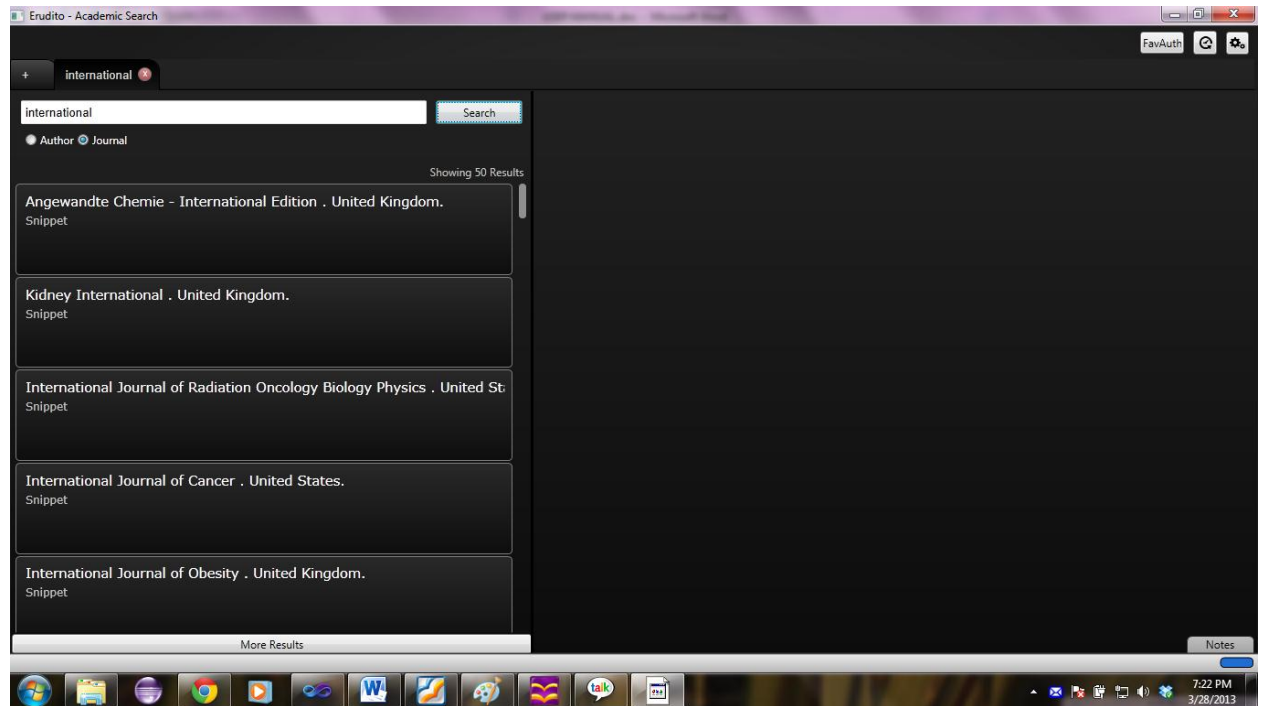 Erudito - Academic Search
FavAuth
+ international
international Search
Author Journal
Showing 50 Results
Angewandte Chemie - International Edition . United Kingdom.
Snippet
Kidney International . United Kingdom.
Snippet
International Journal of Radiation Oncology Biology Physics . United St
Snippet
International Journal of Cancer . United States.
Snippet
International Journal of Obesity . United Kingdom.
Snippet
More Results
Notes
W talk
7:22 PM
3/28/2013